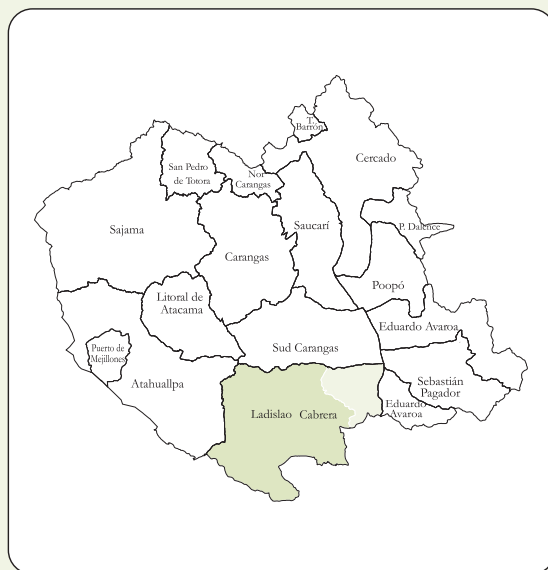 T.
Barrón
Cercado
San Pedro
de Totora
Nor
Carangas
Sajama
Saucarí
P. Dalence
Carangas
Poopó
Litoral de
Atacama
Eduardo Avaroa
Puerto de
Mejillones
Sud Carangas
Atahuallpa
Sebastián
Pagador
Eduardo
Avaroa
Ladislao Cabrera